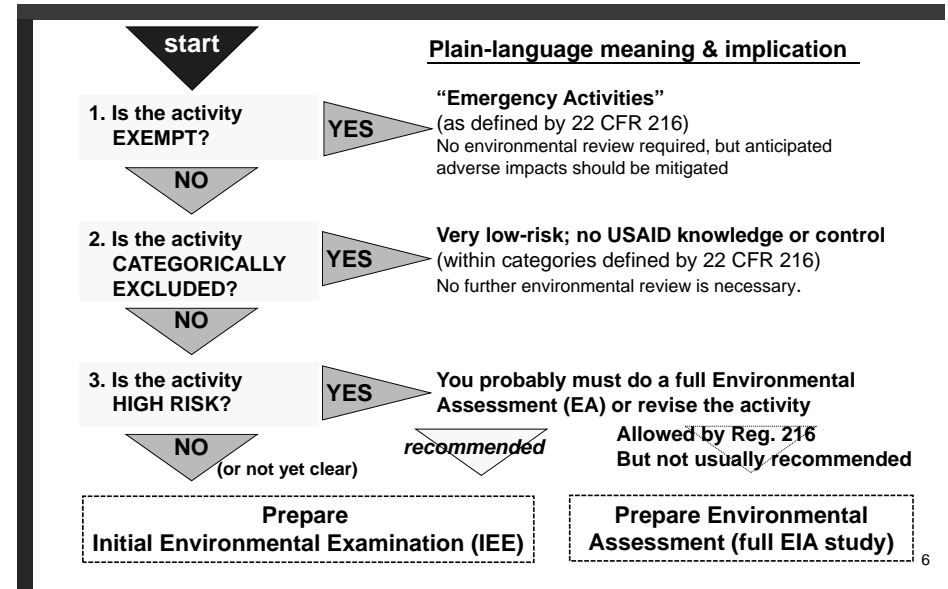 start
Plain-language meaning & implication
1. Is the activity
EXEMPT?
YES
“Emergency Activities”
(as defined by 22 CFR 216)
No environmental review required, but anticipated
adverse impacts should be mitigated
NO
2. Is the activity
CATEGORICALLY
EXCLUDED?
YES
Very low-risk; no USAID knowledge or control
(within categories defined by 22 CFR 216)
No further environmental review is necessary.
NO
3. Is the activity
HIGH RISK?
YES
You probably must do a full Environmental
Assessment (EA) or revise the activity
NO
(or not yet clear)
recommended
Allowed by Reg. 216
But not usually recommended
Prepare
Initial Environmental Examination (IEE)
Prepare Environmental
Assessment (full EIA study)
6